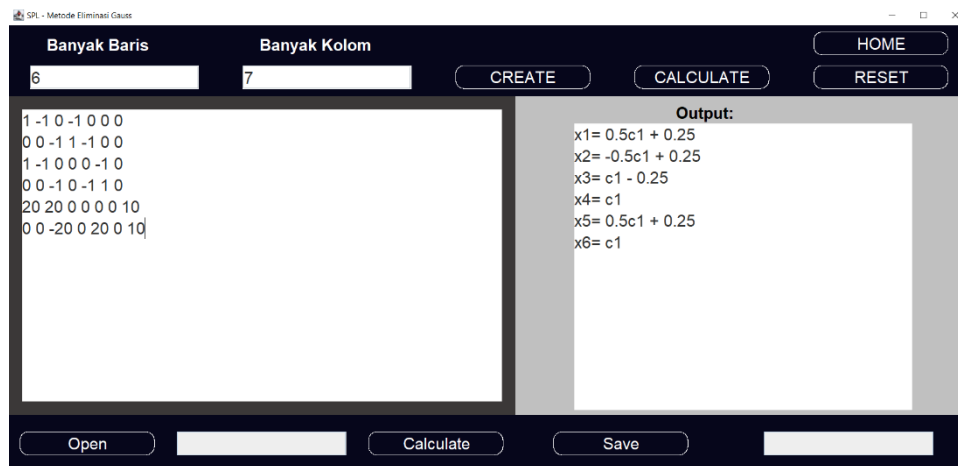 SPL - Metode Eliminasi Gauss
Banyak Baris
Banyak Kolom
HOME
6
7
CREATE
CALCULATE
RESET
1 -1 0 -1 0 0 0
0 0 -1 1 -1 0 0
1 -1 0 0 0 -1 0
0 0 -1 0 -1 1 0
20 20 0 0 0 0 10
0 0 -20 0 20 0 10
Output:
x1= 0.5c1 + 0.25
x2= -0.5c1 + 0.25
x3= c1 - 0.25
x4= c1
x5= 0.5c1 + 0.25
x6= c1
Open
Calculate
Save